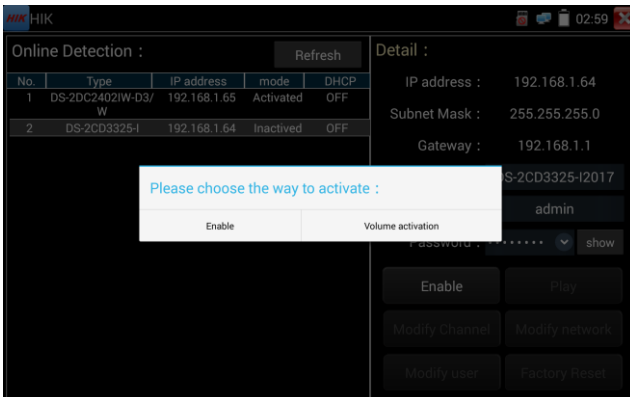 HIK HIK
02:59
Online Detection :
Refresh
No. Type IP address mode DHCP
1 DS-2DC2402IW-D3/ 192.168.1.65 Activated OFF
W
2 DS-2CD3325-I 192.168.1.64 Inactived OFF
Detail :
IP address : 192.168.1.64
Subnet Mask : 255.255.255.0
Gateway : 192.168.1.1
S-2CD3325-I2017
admin
Password : show
Please choose the way to activate :
Enable Volume activation
Enable Play
Modify Channel Modify network
Modily user Factory Reset